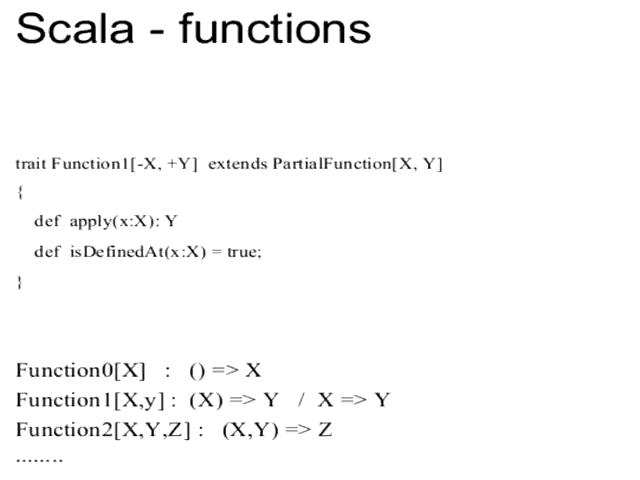 Scala - functions
trait Function1[-X, +Y] extends PartialFunction[X, Y]
{
def apply(x:X): Y
def isDefinedAt(x:X) = true;
}
Function0[X] : () => X
Function1[X,y] : (X) => Y / X => Y
Function2[X,Y,Z] : (X,Y) => Z
........